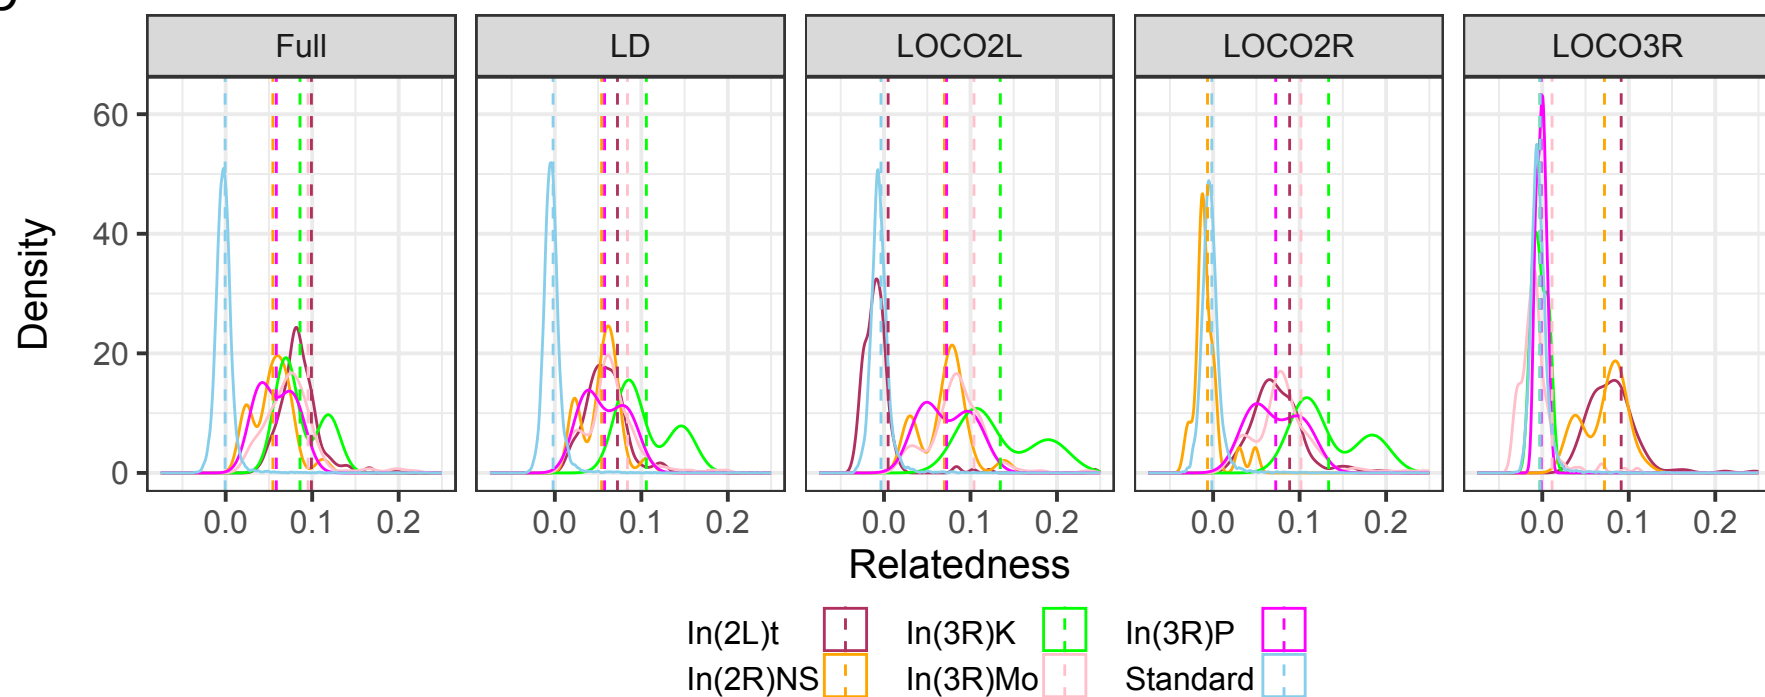 Full LD LOCO2L LOCO2R LOCO3R
60
40
20
0
Density
0.0 0.1 0.2 0.0 0.1 0.2 0.0 0.1 0.2 0.0 0.1 0.2 0.0 0.1 0.2
Relatedness
In(2L)t In(3R)K In(3R)P
In(2R)NS In(3R)Mo Standard